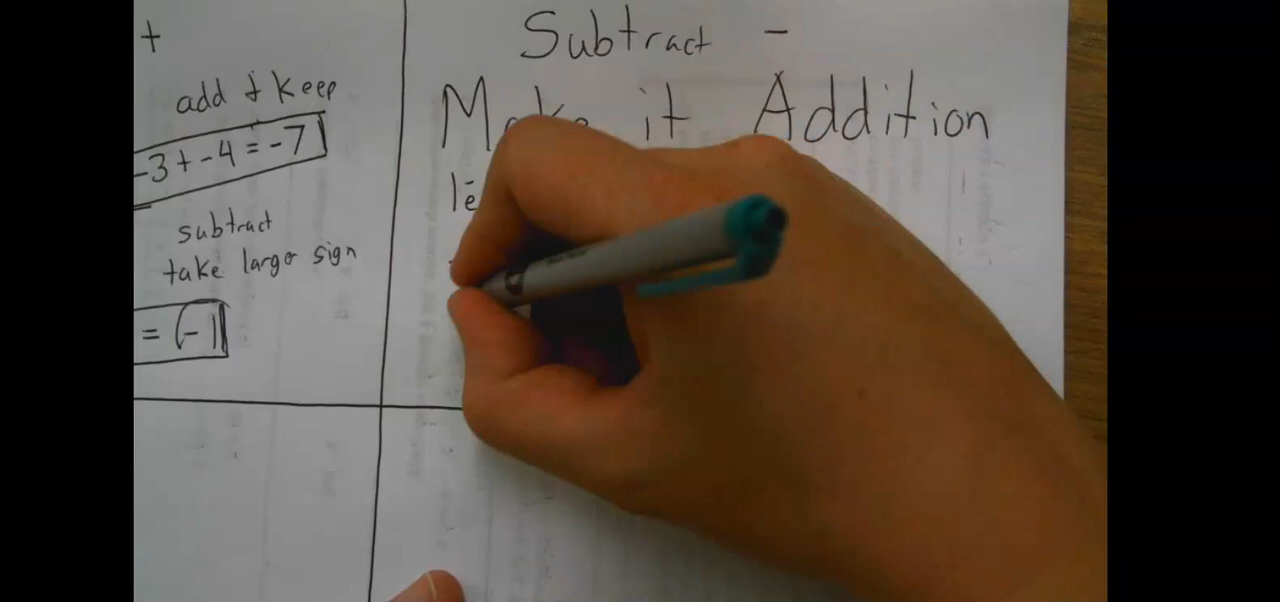 +
add & keep
-3 + -4 = -7
subtract
take larger sign
= (-1
Subtract -
Make it Addition